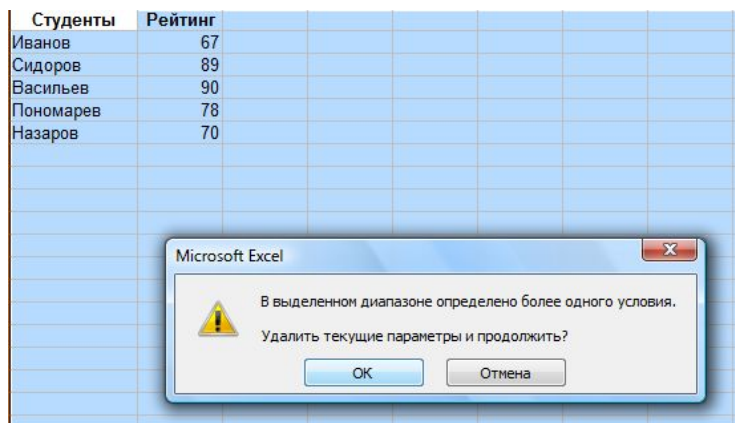 Студенты Рейтинг
Иванов 67
Сидоров 89
Васильев 90
Пономарев 78
Назаров 70
Microsoft Excel
В выделенном диапазоне определено более одного условия.
Удалить текущие параметры и продолжить?
ОК Отмена